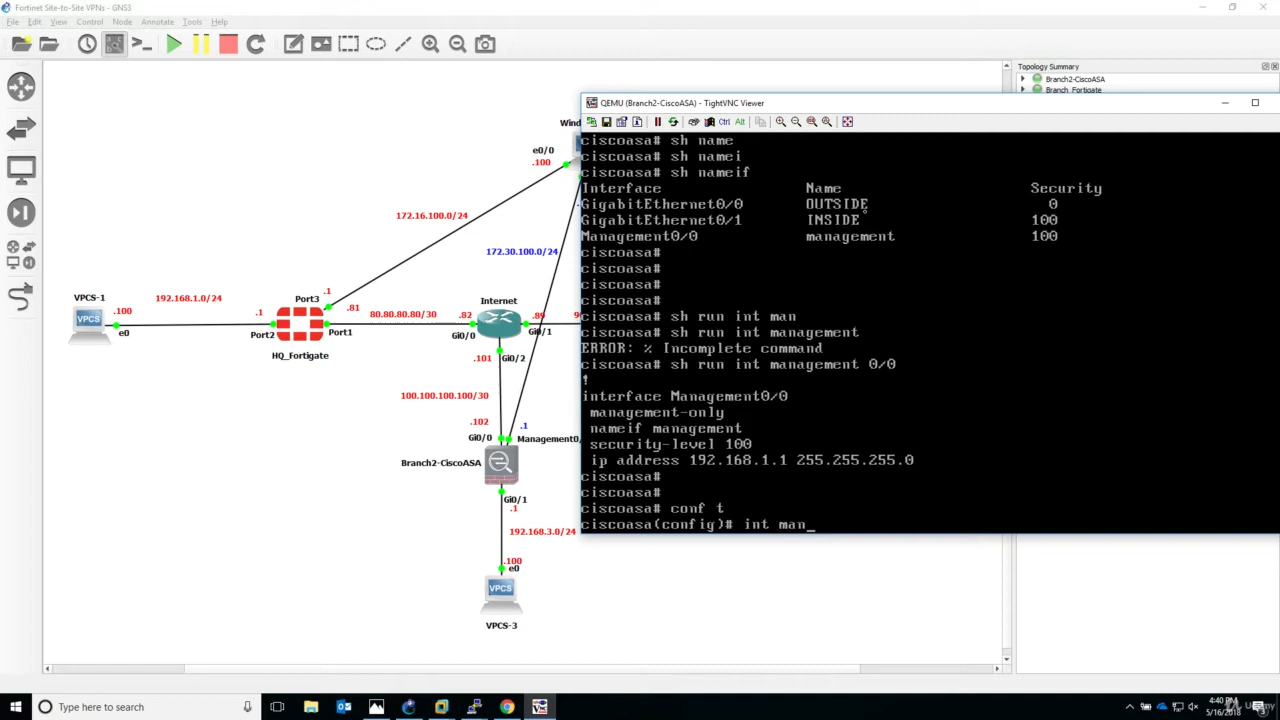 Fortinet Site-to-Site VPNs - GNS3
File Edit View Control Node Annotate Tools Help
Topology Summary
Branch2-CiscoASA
Branch_Fortigate
QEMU (Branch2-CiscoASA) - TightVNC Viewer
Ctrl Alt
ciscoasa# sh name
ciscoasa# sh namei
ciscoasa# sh nameif
Interface Name Security
GigabitEthernet0/0 OUTSIDE 0
GigabitEthernet0/1 INSIDE 100
Management0/0 management 100
ciscoasa#
ciscoasa#
ciscoasa#
ciscoasa#
ciscoasa# sh run int man
ciscoasa# sh run int management
ERROR: % Incomplete command
ciscoasa# sh run int management 0/0
!
interface Management0/0
management-only
nameif management
security-level 100
ip address 192.168.1.1 255.255.255.0
ciscoasa#
ciscoasa#
ciscoasa# conf t
ciscoasa(config)# int man_
Wind
e0/0
.100
172.16.100.0/24
172.30.100.0/24
VPCS-1
VPCS
.100
e0
192.168.1.0/24
.1
Port2
Port3
.1
.81
Port1
HQ_Fortigate
80.80.80.80/30
Internet
.82
Gi0/0
.89
Gi0/1
9
.101
Gi0/2
100.100.100.100/30
.102
Gi0/0
.1
Management0/
Branch2-CiscoASA
Gi0/1
.1
192.168.3.0/24
.100
e0
VPCS
VPCS-3
Type here to search
4:40 PM
5/16/2018